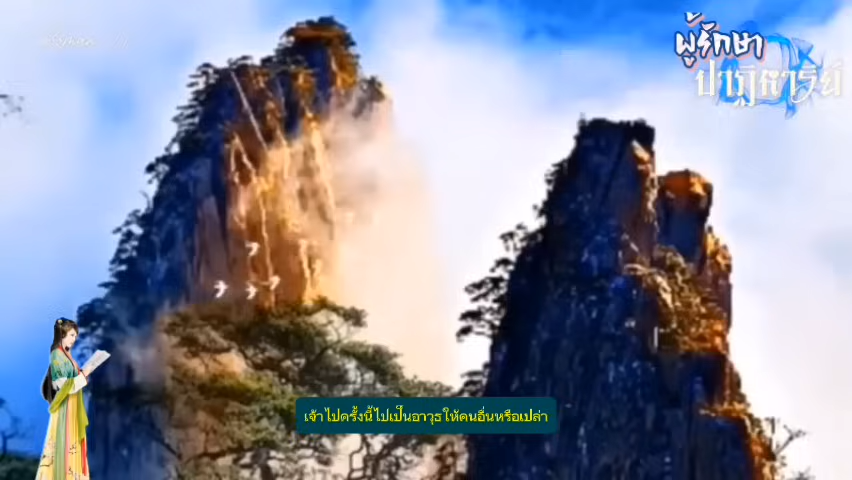 ผู้รักษา
ปาฏิหาริย์
เจ้าไปครั้งนี้ไปเป็นอาวุธให้คนอื่นหรือเปล่า